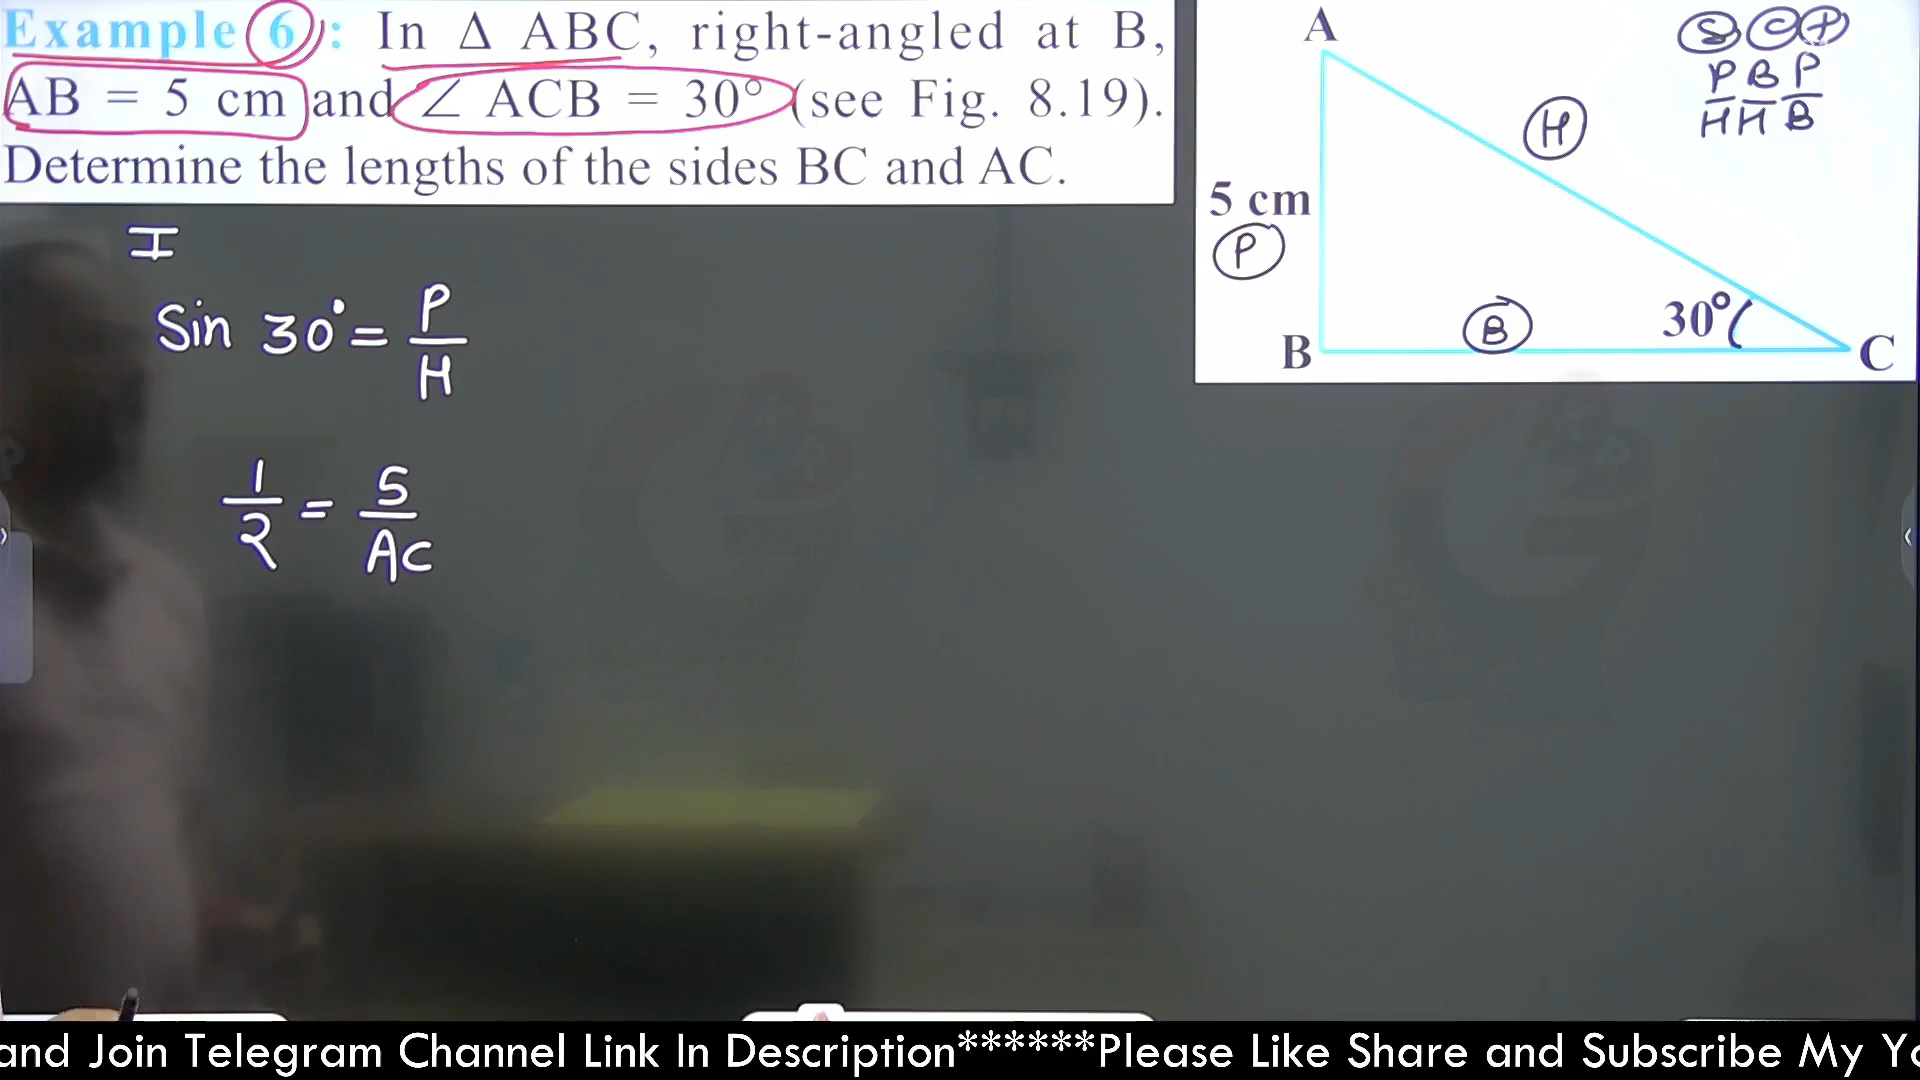 Example 6 : In Δ ABC, right-angled at B,
AB = 5 cm and ∠ ACB = 30° (see Fig. 8.19).
Determine the lengths of the sides BC and AC.
A
S C T
P B P
H H B
H
5 cm
P
B
B
30°
C
I
Sin 30° = P/H
1/2 = 5/AC
and Join Telegram Channel Link In Description******Please Like Share and Subscribe My Yo